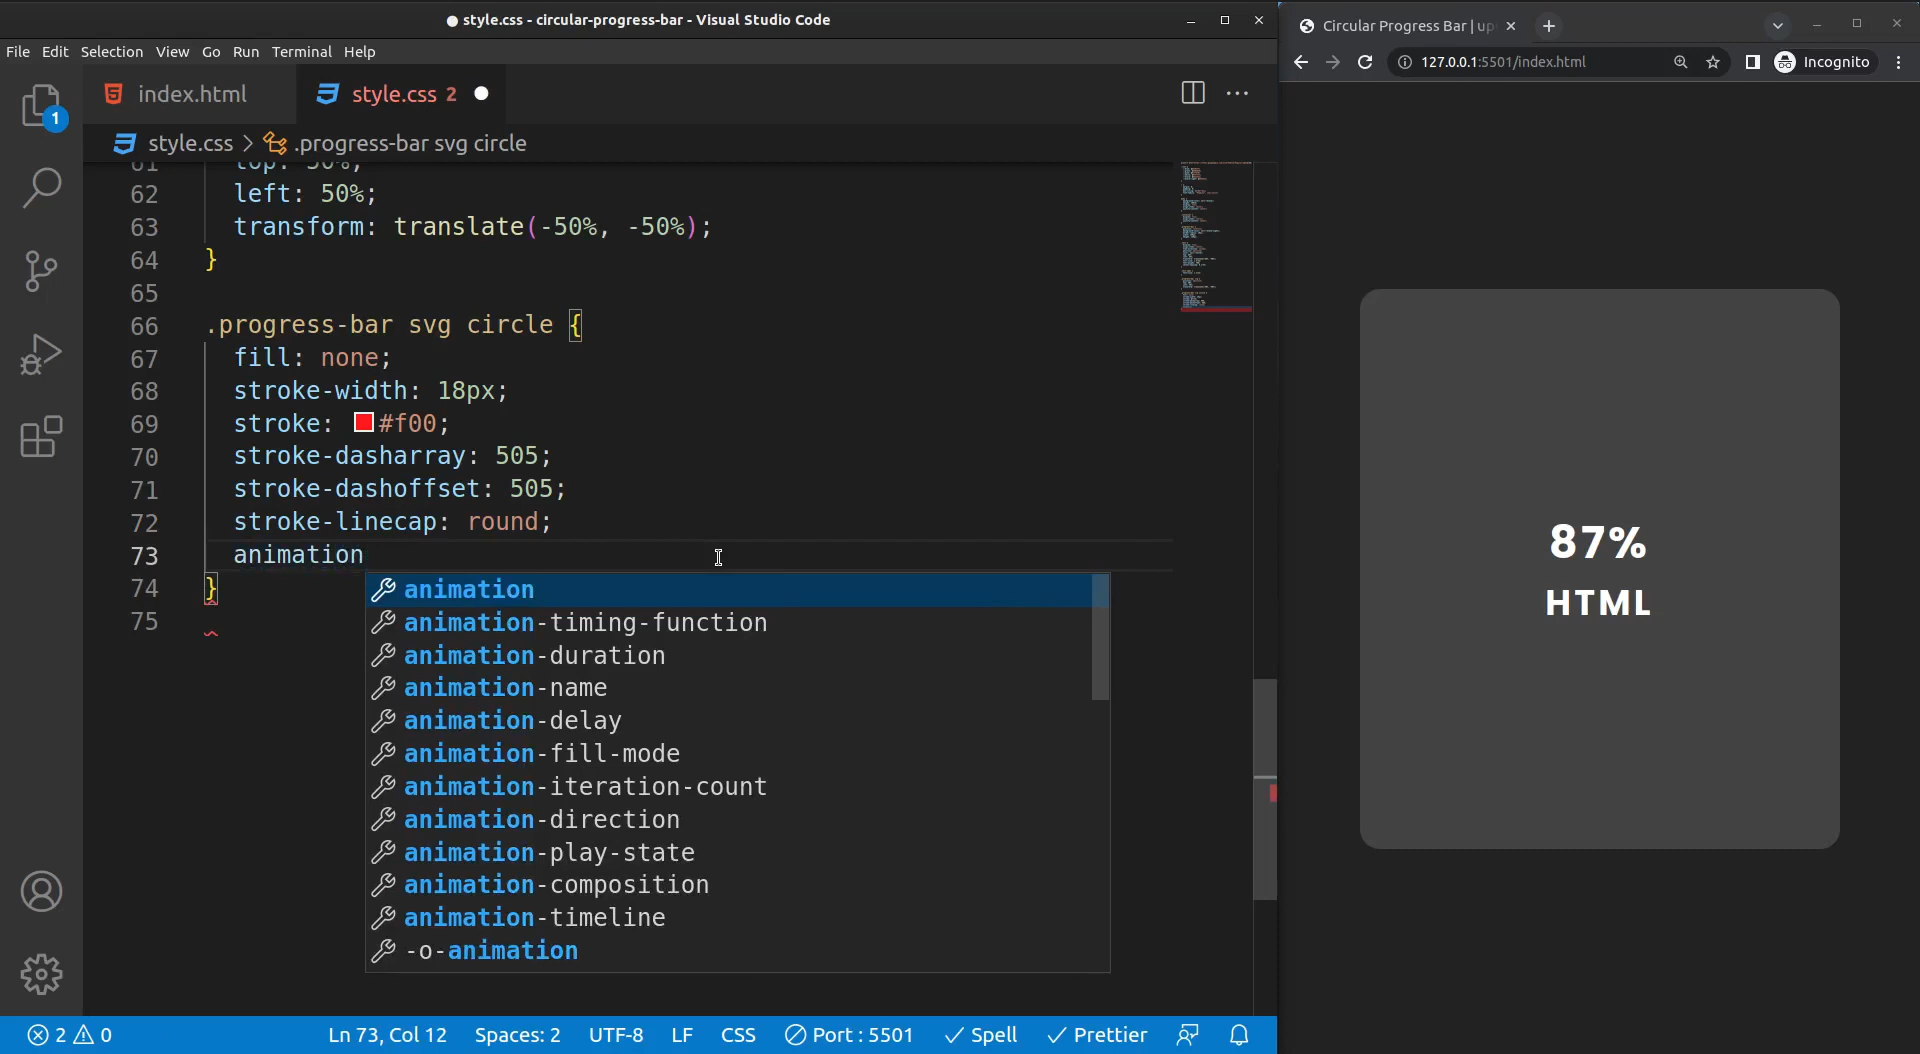 style.css - circular-progress-bar - Visual Studio Code
File Edit Selection View Go Run Terminal Help
index.html
style.css 2
style.css > .progress-bar svg circle
1
61 top: 50%;
62 left: 50%;
63 transform: translate(-50%, -50%);
64 }
65
66 .progress-bar svg circle {
67 fill: none;
68 stroke-width: 18px;
69 stroke: #f00;
70 stroke-dasharray: 505;
71 stroke-dashoffset: 505;
72 stroke-linecap: round;
73 animation
74 }
75
animation
animation-timing-function
animation-duration
animation-name
animation-delay
animation-fill-mode
animation-iteration-count
animation-direction
animation-play-state
animation-composition
animation-timeline
-o-animation
2 0 Ln 73, Col 12 Spaces: 2 UTF-8 LF CSS Port : 5501 Spell Prettier
Circular Progress Bar | up
127.0.0.1:5501/index.html
Incognito
87%
HTML